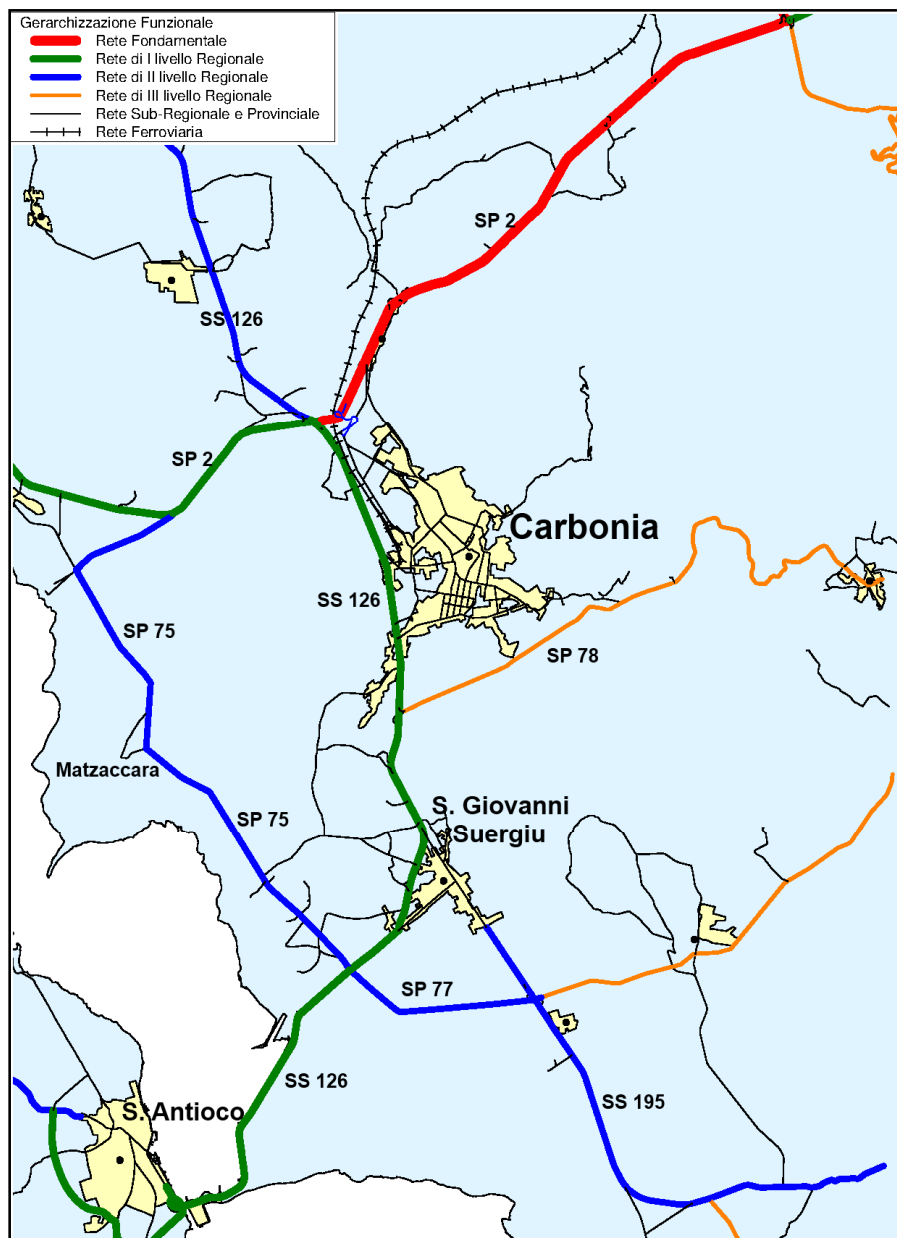 Gerarchizzazione Funzionale
Rete Fondamentale
Rete di I livello Regionale
Rete di II livello Regionale
Rete di III livello Regionale
Rete Sub-Regionale e Provinciale
Rete Ferroviaria
SP 2
SS 126
SP 2
Carbonia
SS 126
SP 75
SP 78
Matzaccara
S. Giovanni
Suergiu
SP 75
SP 77
SS 126
SS 195
S. Antioco